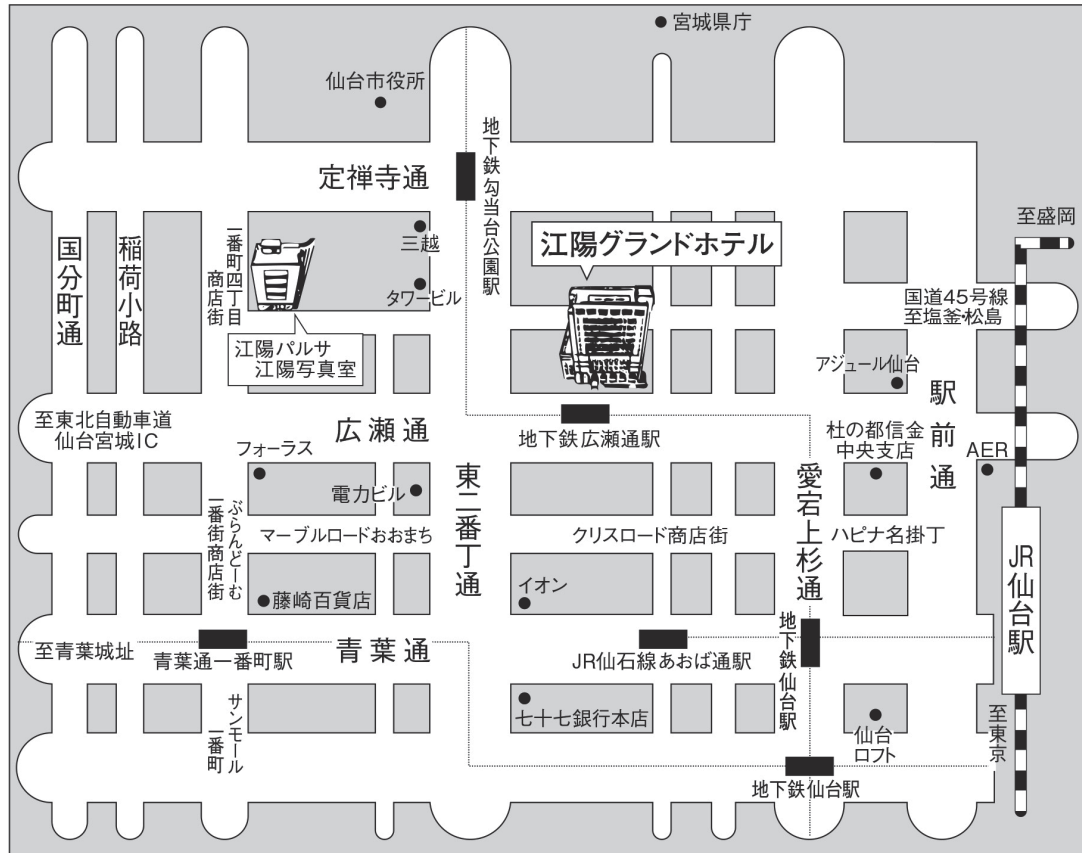 宮城県庁
仙台市役所
地下鉄勾当台公園駅
定禅寺通
至盛岡
三越
江陽グランドホテル
国分町通
稲荷小路
一番町四丁目
商店街
タワービル
国道45号線
至塩釜・松島
江陽パルサ
江陽写真室
アジュール仙台
駅前通
至東北自動車道
仙台宮城IC
広瀬通
地下鉄広瀬通駅
杜の都信金
中央支店
AER
フォーラス
電力ビル
東二番丁通
愛宕上杉通
ぶらんどーむ
一番街商店街
マーブルロードおおまち
クリスロード商店街
ハピナ名掛丁
JR仙台駅
イオン
藤崎百貨店
至青葉城址
青葉通一番町駅
青葉通
JR仙石線あおば通駅
地下鉄仙台駅
サンモール
一番町
七十七銀行本店
仙台
ロフト
至東京
地下鉄仙台駅